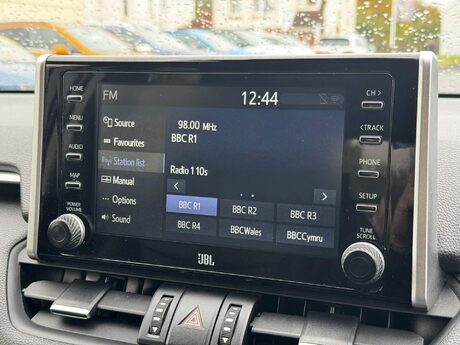 FM
12:44
HOME
MENU
AUDIO
MAP
POWER
VOLUME
Source
Favourites
Station list
Manual
Options
Sound
98.00 MHz
BBC R1
Radio 1 10s
BBC R1
BBC R2
BBC R3
BBC R4
BBCWales
BBCCymru
CH >
< TRACK
PHONE
SETUP
TUNE
SCROLL
JBL